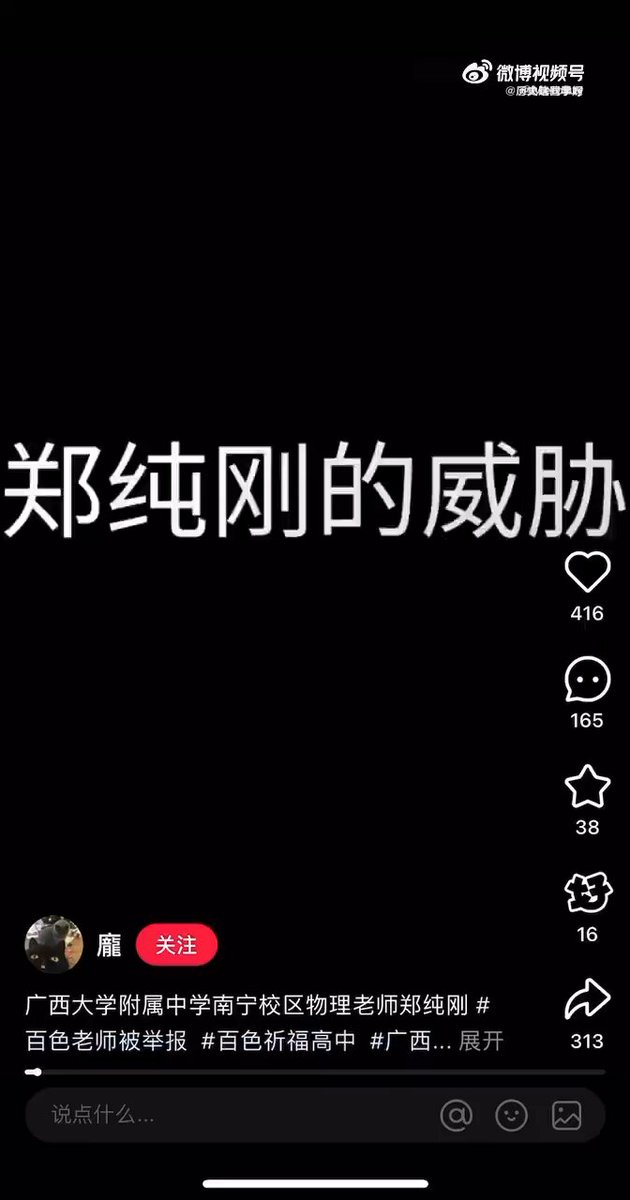 微博视频号
郑纯刚的威胁
416
165
38
16
313
龐
关注
广西大学附属中学南宁校区物理老师郑纯刚 #
百色老师被举报 #百色祈福高中 #广西... 展开
说点什么...